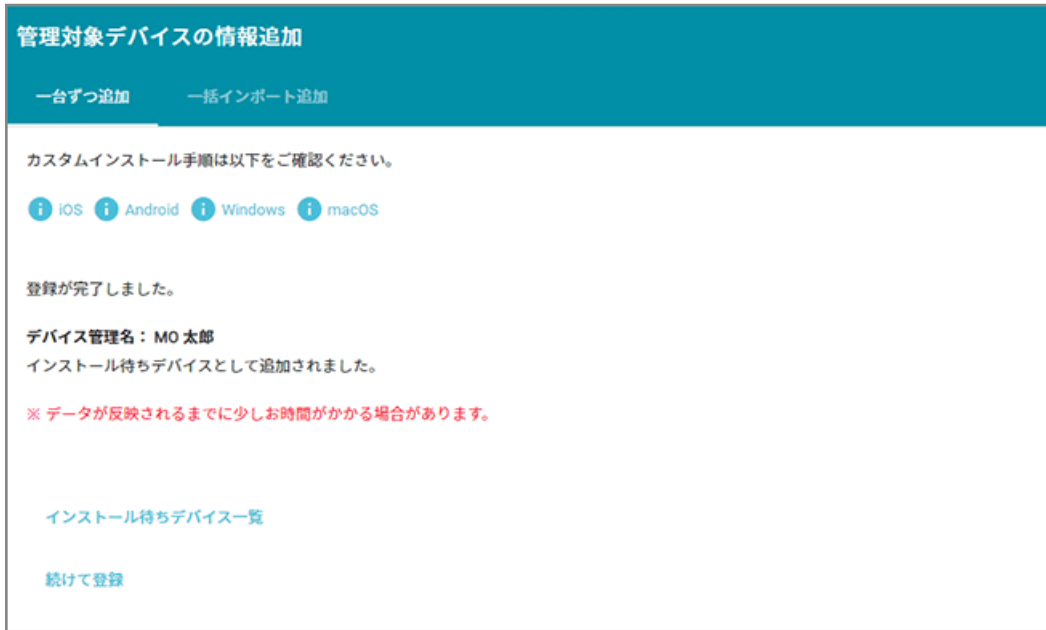 管理対象デバイスの情報追加
一台ずつ追加 一括インポート追加
カスタムインストール手順は以下をご確認ください。
iOS Android Windows macOS
登録が完了しました。
デバイス管理名： MO 太郎
インストール待ちデバイスとして追加されました。
※ データが反映されるまでに少しお時間がかかる場合があります。
インストール待ちデバイス一覧
続けて登録